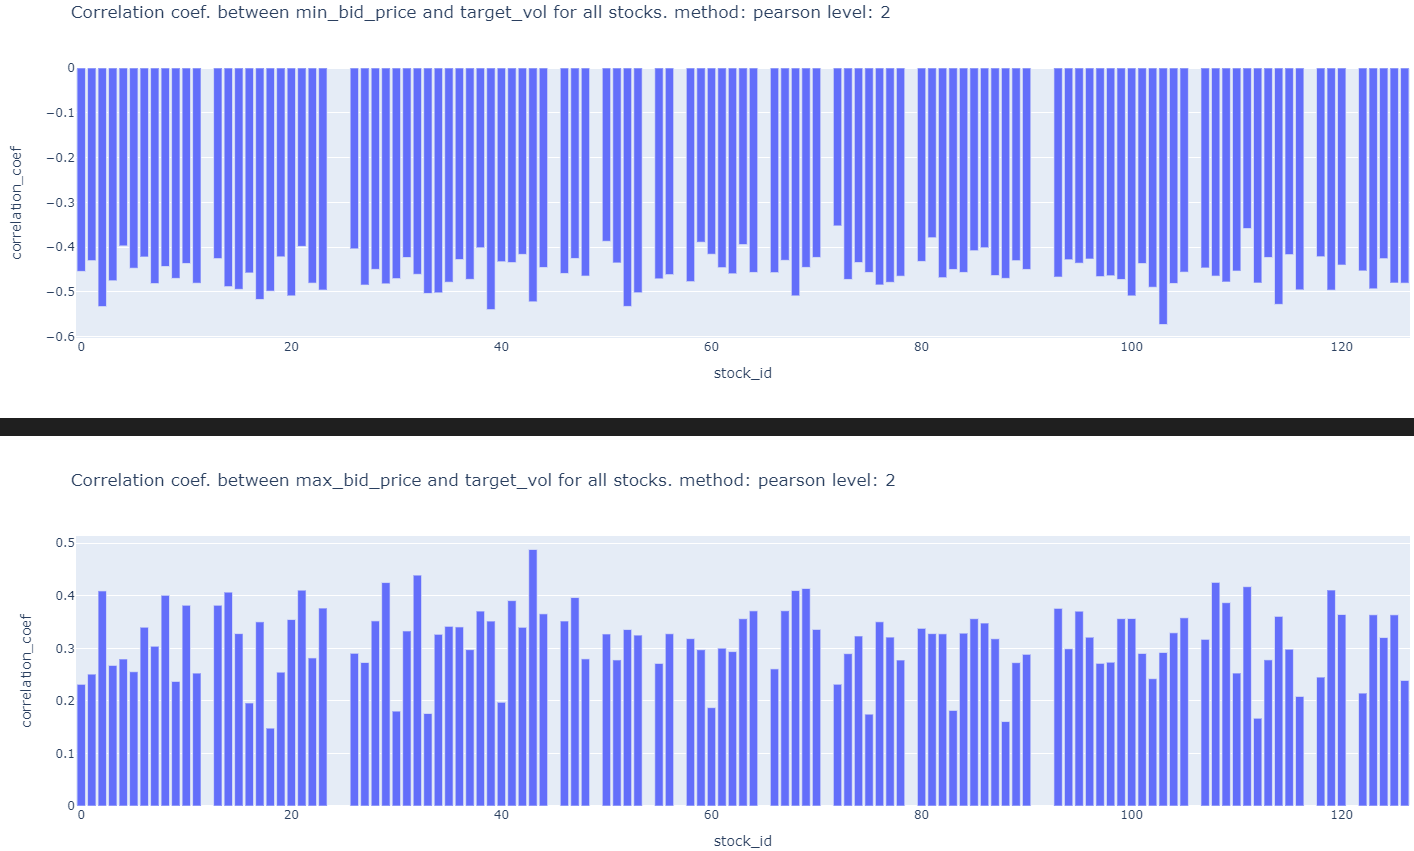 Correlation coef. between min_bid_price and target_vol for all stocks. method: pearson level: 2
0
−0.1
−0.2
−0.3
−0.4
−0.5
−0.6
correlation_coef
0 20 40 60 80 100 120
stock_id
Correlation coef. between max_bid_price and target_vol for all stocks. method: pearson level: 2
0.5
0.4
0.3
0.2
0.1
0
correlation_coef
0 20 40 60 80 100 120
stock_id